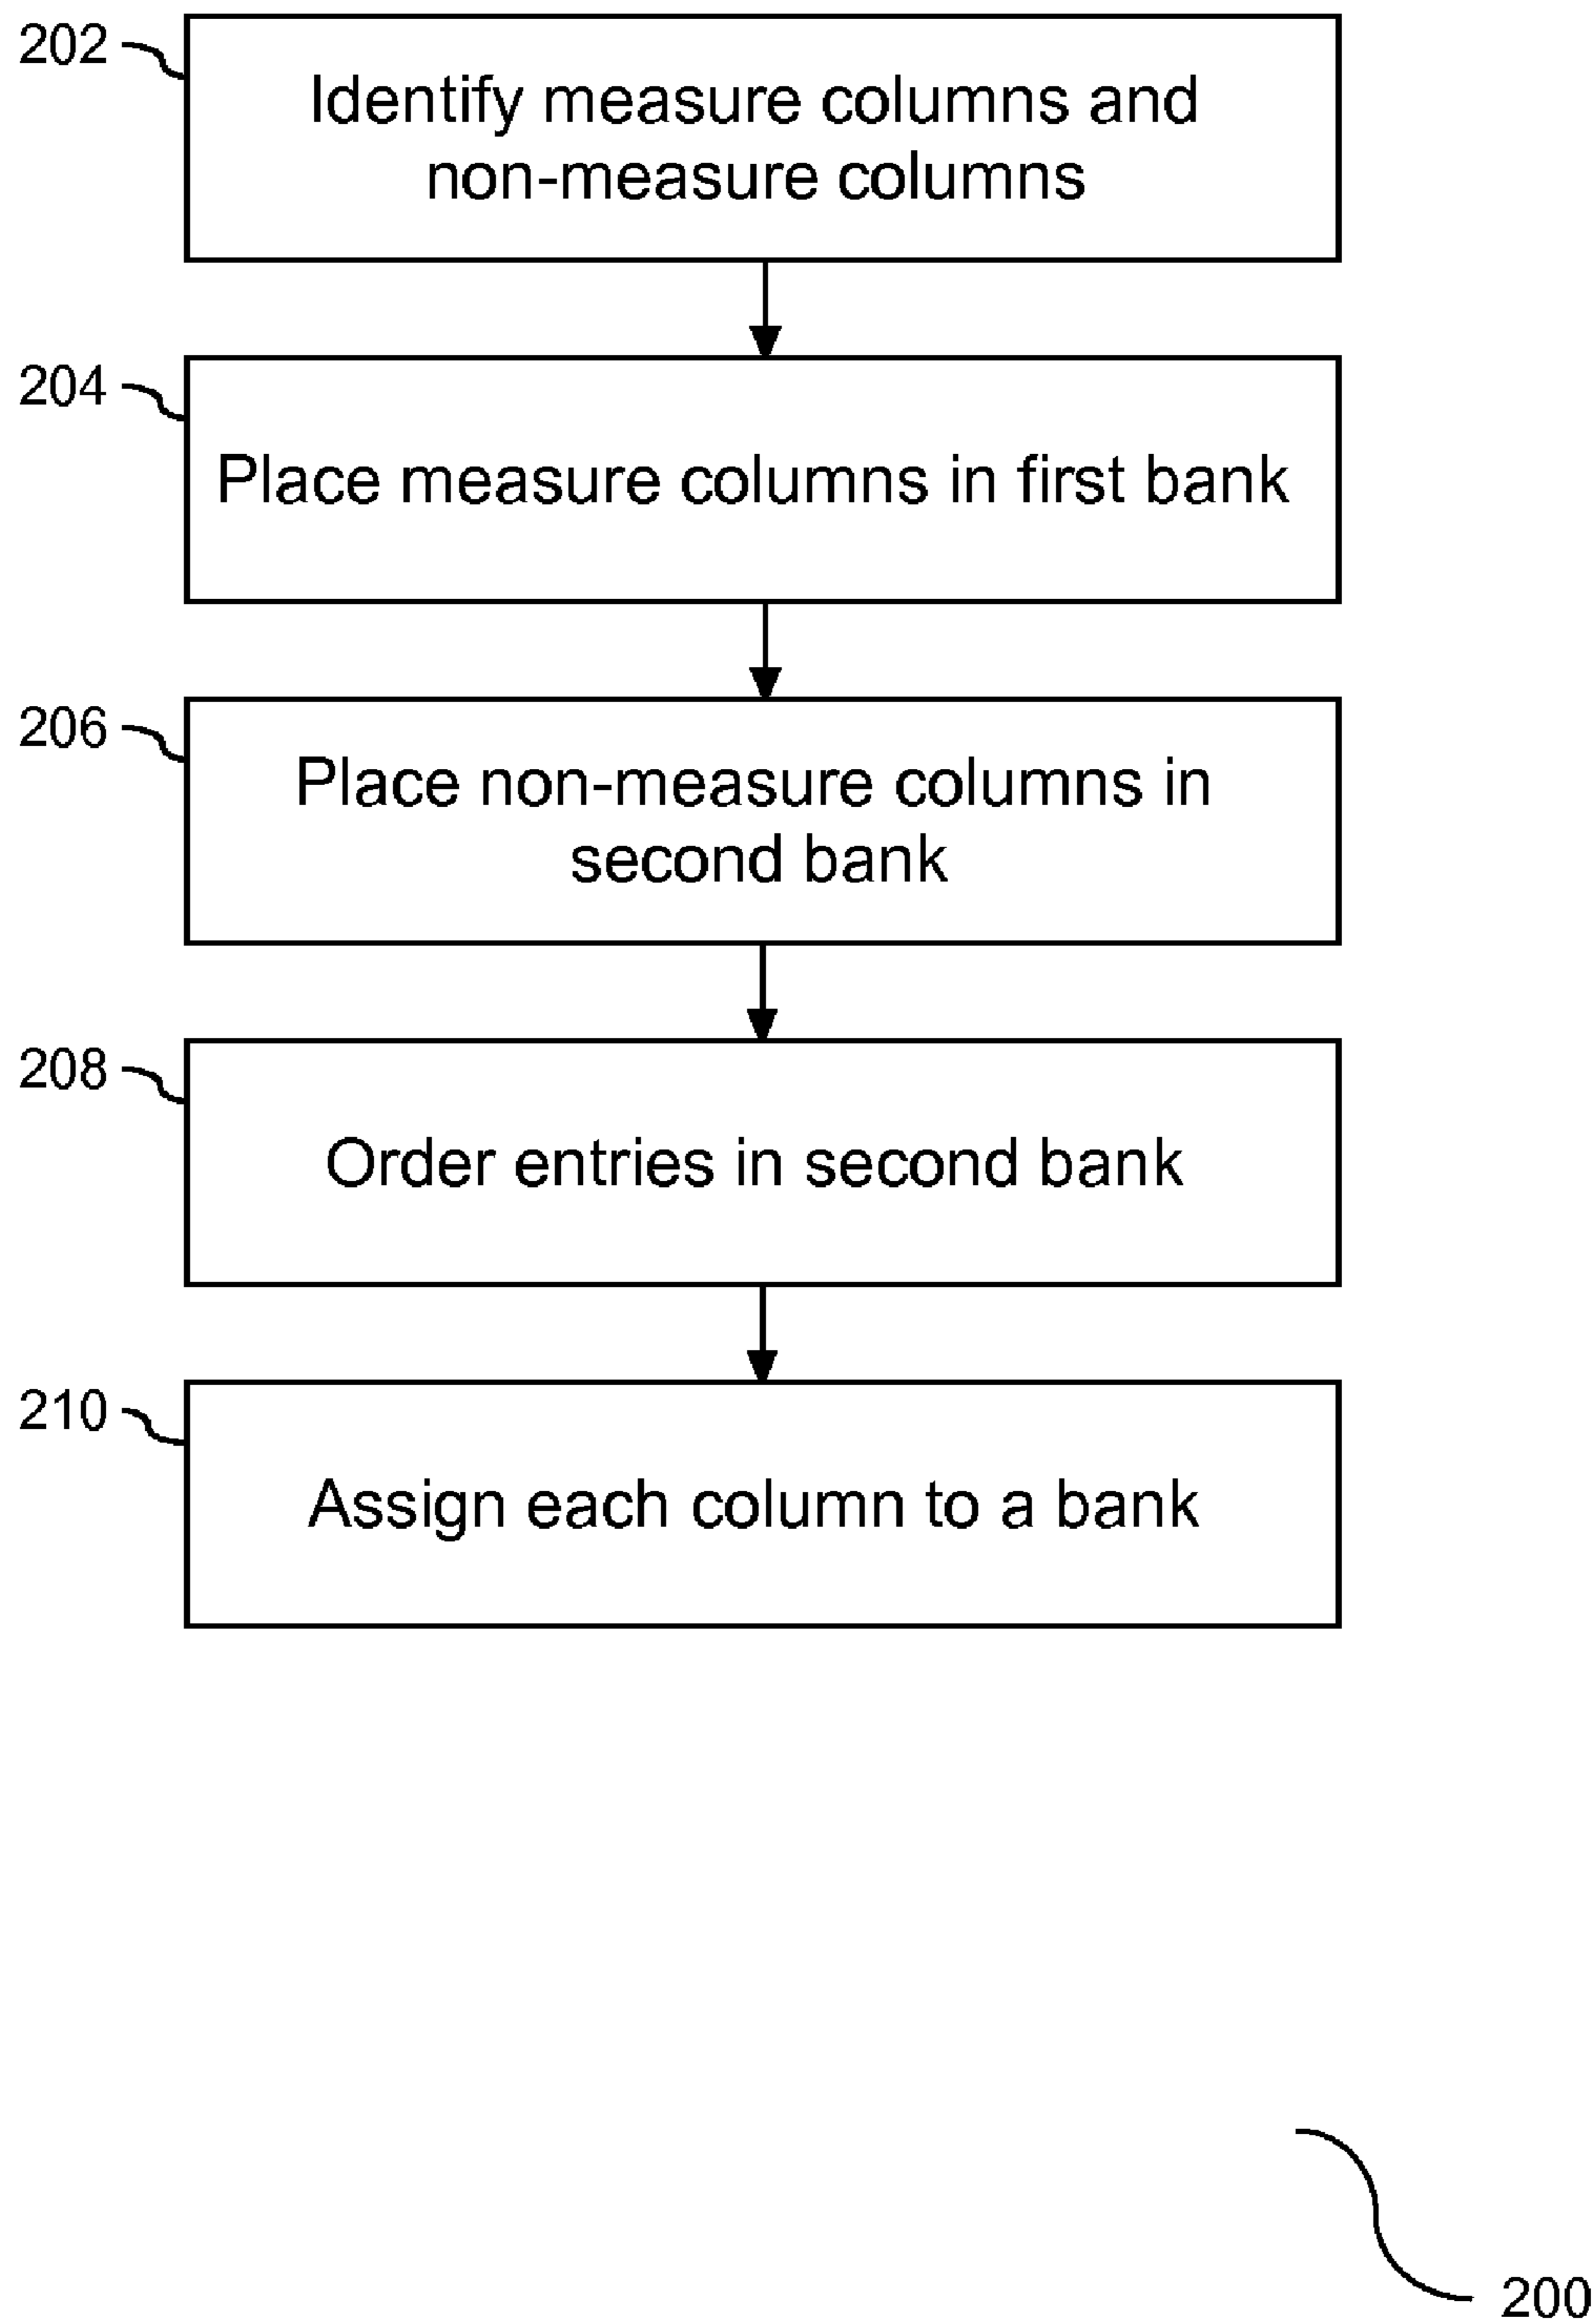 202
Identify measure columns and
non-measure columns
204
Place measure columns in first bank
206
Place non-measure columns in
second bank
208
Order entries in second bank
210
Assign each column to a bank
200